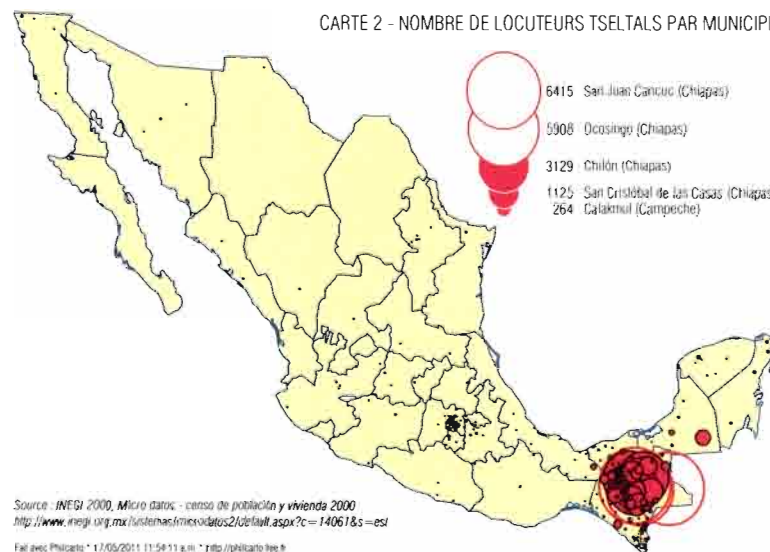 CARTE 2 - NOMBRE DE LOCUTEURS TSELTALS PAR MUNICIPE
6415 San Juan Cancuc (Chiapas)
5908 Ocosingo (Chiapas)
3129 Chilón (Chiapas)
1125 San Cristóbal de las Casas (Chiapas
264 Calakmul (Campeche)
Source : INEGI 2000, Micro datos - censo de población y vivienda 2000
http://www.inegi.org.mx/sistemas/microdatos2/default.aspx?c=14061&s=est
Fait avec Philcarto * 17/05/2011 11:54:11 a.m. * http://philcarto.free.fr